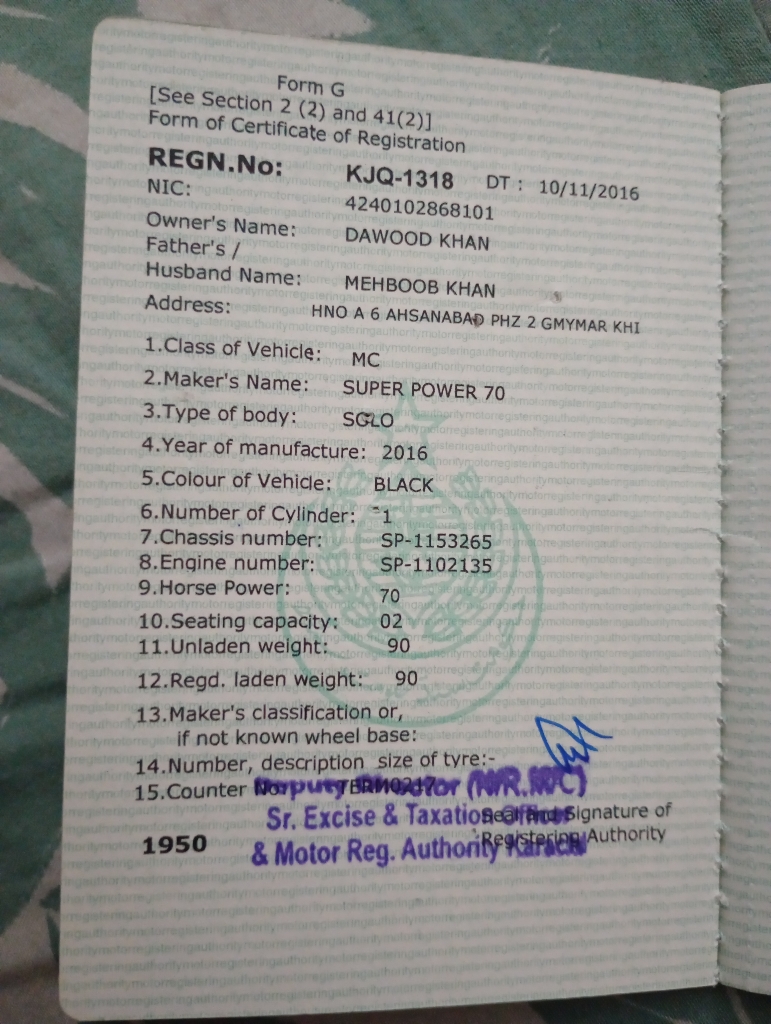 Form G
[See Section 2 (2) and 41(2)]
Form of Certificate of Registration
REGN.No: KJQ-1318 DT : 10/11/2016
NIC: 4240102868101
Owner's Name: DAWOOD KHAN
Father's /
Husband Name: MEHBOOB KHAN
Address: HNO A 6 AHSANABAD PHZ 2 GMYMAR KHI
1.Class of Vehicle: MC
2.Maker's Name: SUPER POWER 70
3.Type of body: SOLO
4.Year of manufacture: 2016
5.Colour of Vehicle: BLACK
6.Number of Cylinder: 1
7.Chassis number: SP-1153265
8.Engine number: SP-1102135
9.Horse Power: 70
10.Seating capacity: 02
11.Unladen weight: 90
12.Regd. laden weight: 90
13.Maker's classification or,
if not known wheel base:
14.Number, description size of tyre:-
15.Counter No:
Deputy Director (M.R.W/C)
Sr. Excise & Taxation Officer
& Motor Reg. Authority Karachi
Seal and Signature of
Registering Authority
1950